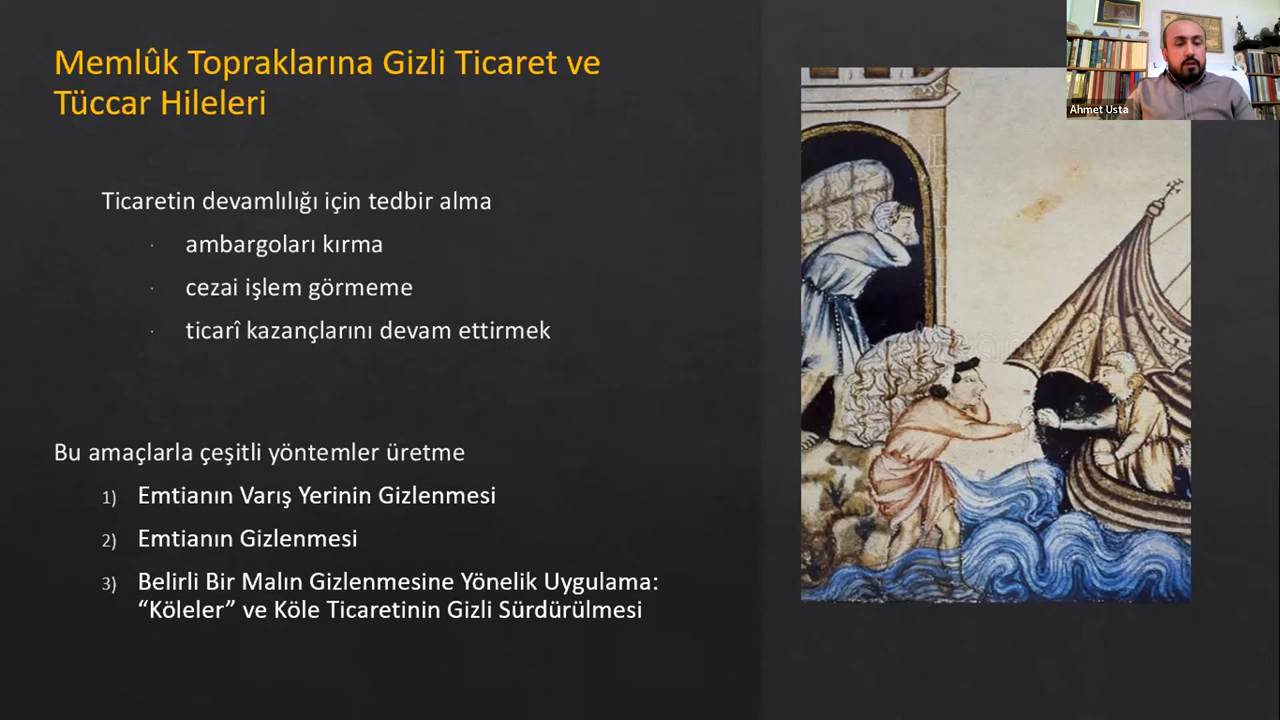 Memlûk Topraklarına Gizli Ticaret ve
Tüccar Hileleri
Ticaretin devamlılığı için tedbir alma
· ambargoları kırma
· cezai işlem görmeme
· ticarî kazançlarını devam ettirmek
Bu amaçlarla çeşitli yöntemler üretme
1) Emtianın Varış Yerinin Gizlenmesi
2) Emtianın Gizlenmesi
3) Belirli Bir Malın Gizlenmesine Yönelik Uygulama:
“Köleler” ve Köle Ticaretinin Gizli Sürdürülmesi
Ahmet Usta